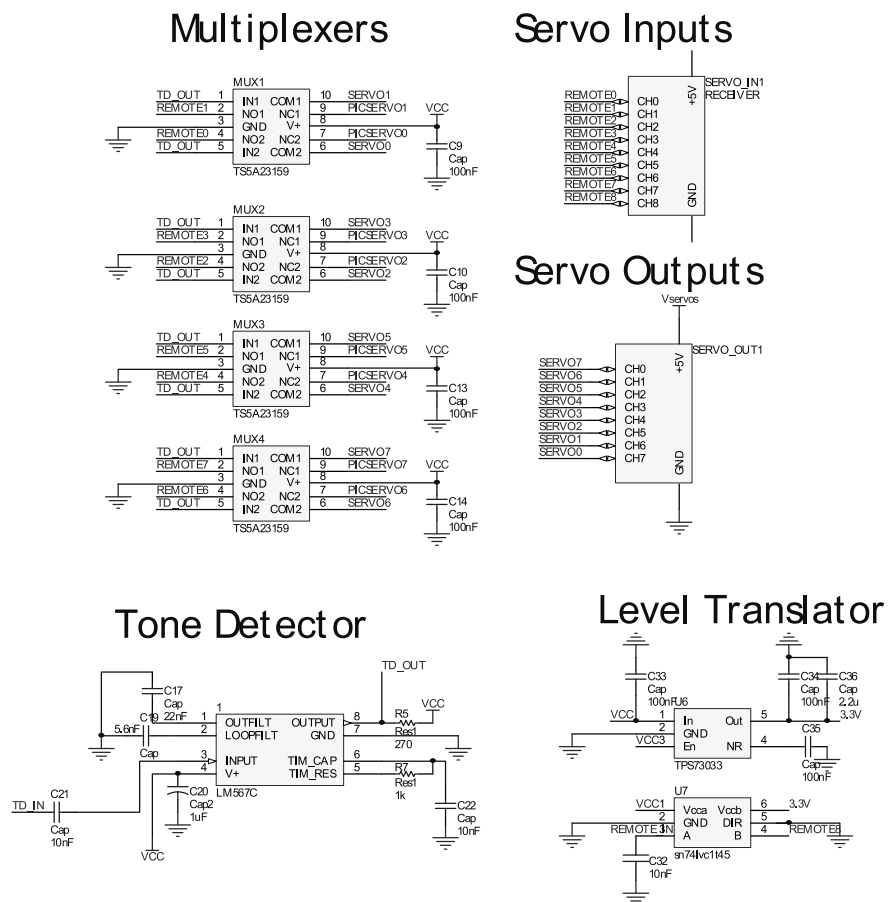 Multiplexers
MUX1
TD_OUT 1 IN1 COM1 10 SERVO1
REMOTE1 2 NO1 NC1 9 PICSERVO1
3 GND V+ 8 VCC
REMOTE0 4 NO2 NC2 7 PICSERVO0
TD_OUT 5 IN2 COM2 6 SERVO0
TS5A23159
C9
Cap
100nF
MUX2
TD_OUT 1 IN1 COM1 10 SERVO3
REMOTE3 2 NO1 NC1 9 PICSERVO3
3 GND V+ 8 VCC
REMOTE2 4 NO2 NC2 7 PICSERVO2
TD_OUT 5 IN2 COM2 6 SERVO2
TS5A23159
C10
Cap
100nF
MUX3
TD_OUT 1 IN1 COM1 10 SERVO5
REMOTE5 2 NO1 NC1 9 PICSERVO5
3 GND V+ 8 VCC
REMOTE4 4 NO2 NC2 7 PICSERVO4
TD_OUT 5 IN2 COM2 6 SERVO4
TS5A23159
C13
Cap
100nF
MUX4
TD_OUT 1 IN1 COM1 10 SERVO7
REMOTE7 2 NO1 NC1 9 PICSERVO7
3 GND V+ 8 VCC
REMOTE6 4 NO2 NC2 7 PICSERVO6
TD_OUT 5 IN2 COM2 6 SERVO6
TS5A23159
C14
Cap
100nF
Servo Inputs
SERVO_IN1
RECEIVER
+5V
REMOTE0 CH0
REMOTE1 CH1
REMOTE2 CH2
REMOTE3 CH3
REMOTE4 CH4
REMOTE5 CH5
REMOTE6 CH6
REMOTE7 CH7
REMOTE8 CH8
GND
Servo Outputs
Vservos
SERVO_OUT1
+5V
SERVO7 CH0
SERVO6 CH1
SERVO5 CH2
SERVO4 CH3
SERVO3 CH4
SERVO2 CH5
SERVO1 CH6
SERVO0 CH7
GND
Tone Detector
TD_OUT
C17
Cap
22nF
C19
5.6nF
Cap
1
1 OUTFILT OUTPUT 8
2 LOOPFILT GND 7
3 INPUT TIM_CAP 6
4 V+ TIM_RES 5
LM567C
R5
Res1
270
VCC
R7
Res1
1k
C20
Cap2
1uF
C21
TD_IN
Cap
10nF
VCC
C22
Cap
10nF
Level Translator
C33
Cap
100nF
C34
Cap
100nF
C36
Cap
2.2u
U6
VCC 1 In Out 5 3.3V
2 GND
VCC3 En NR 4
TPS73033
C35
Cap
100nF
U7
VCC1 1 Vcca Vccb 6 3.3V
2 GND DIR 5
REMOTE_IN 3 A B 4 REMOTE8
sn74lvc1t45
C32
10nF